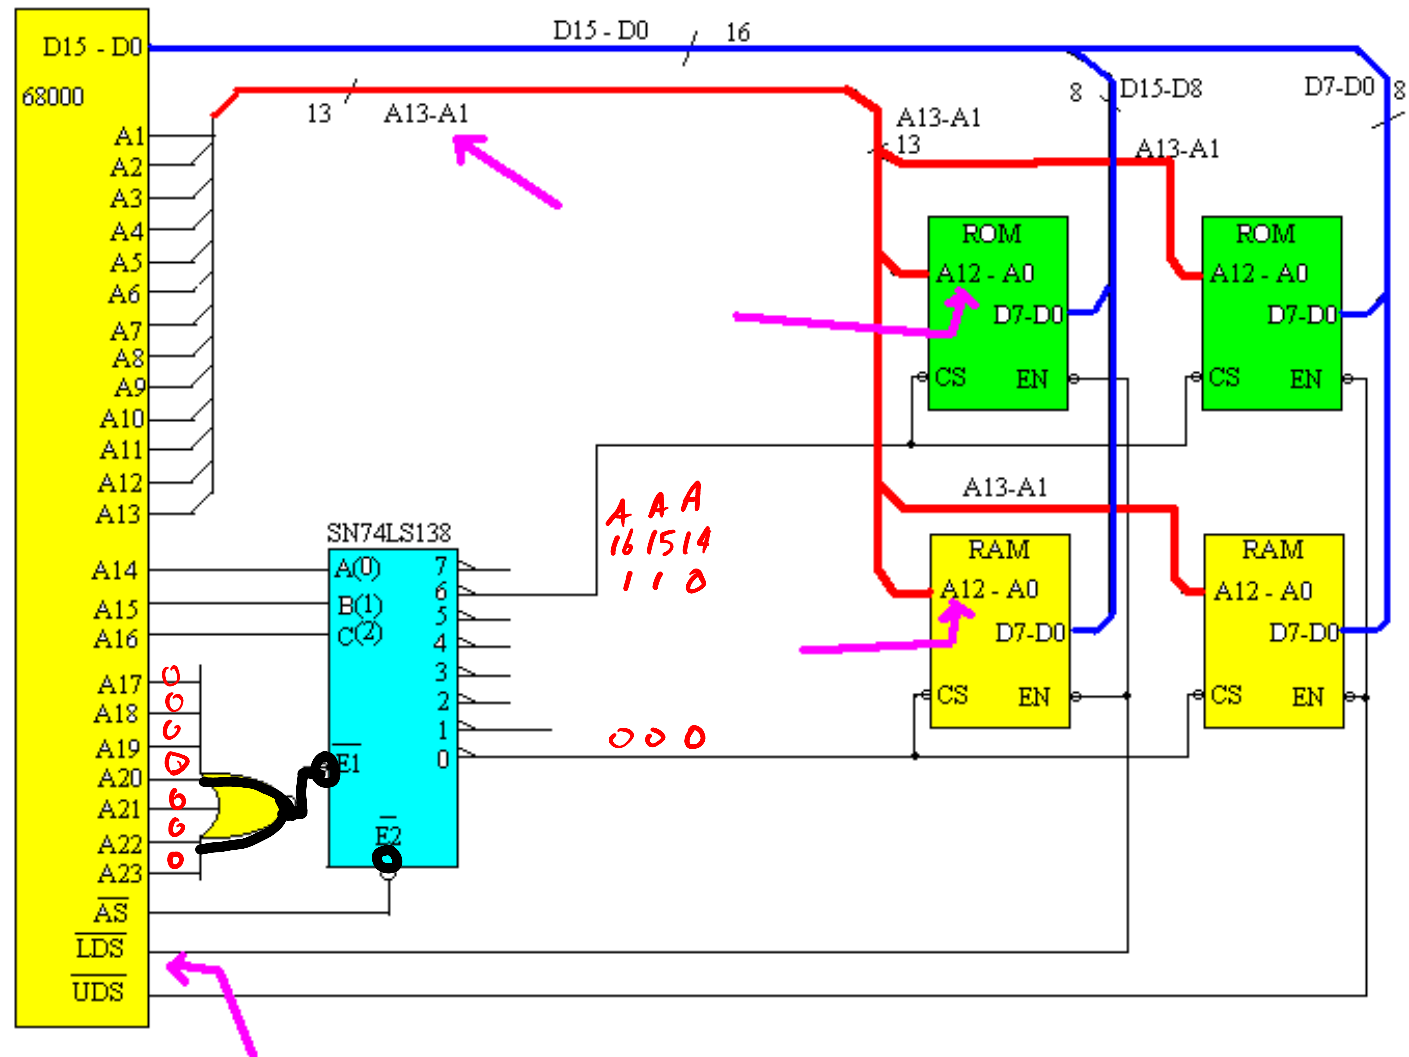 D15 - D0
16
D15 - D0
68000
13
A13-A1
A13-A1
13
8
D15-D8
D7-D0
8
A13-A1
A1
A2
A3
A4
A5
A6
A7
A8
A9
A10
A11
A12
A13
ROM
A12 - A0
D7-D0
CS
EN
ROM
A12 - A0
D7-D0
CS
EN
A13-A1
A A A
16 15 14
1 1 0
0 0 0
SN74LS138
A14
A15
A16
A(0)
B(1)
C(2)
7
6
5
4
3
2
1
0
E1
E2
RAM
A12 - A0
D7-D0
CS
EN
RAM
A12 - A0
D7-D0
CS
EN
A17 0
A18 0
A19 0
A20 0
A21 0
A22 0
A23 0
AS
LDS
UDS